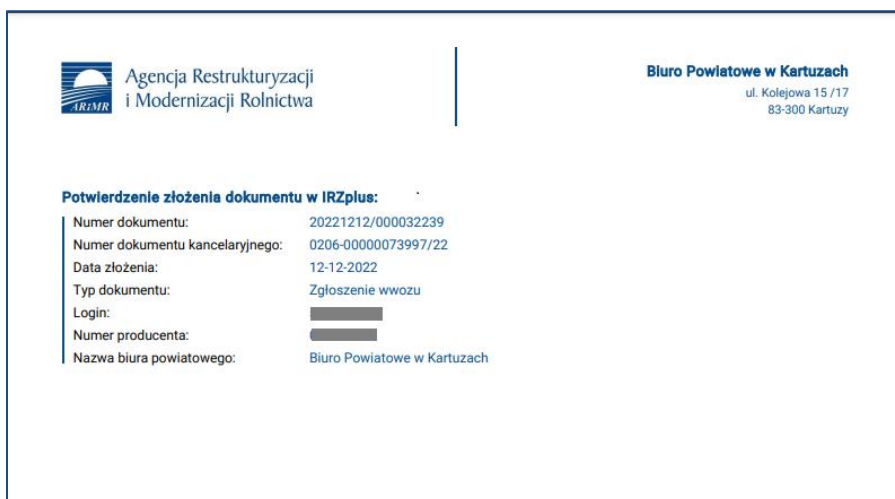 Agencja Restrukturyzacji
i Modernizacji Rolnictwa
ARiMR
Biuro Powiatowe w Kartuzach
ul. Kolejowa 15 /17
83-300 Kartuzy
Potwierdzenie złożenia dokumentu w IRZplus:
Numer dokumentu: 20221212/000032239
Numer dokumentu kancelaryjnego: 0206-00000073997/22
Data złożenia: 12-12-2022
Typ dokumentu: Zgłoszenie wwozu
Login:
Numer producenta:
Nazwa biura powiatowego: Biuro Powiatowe w Kartuzach